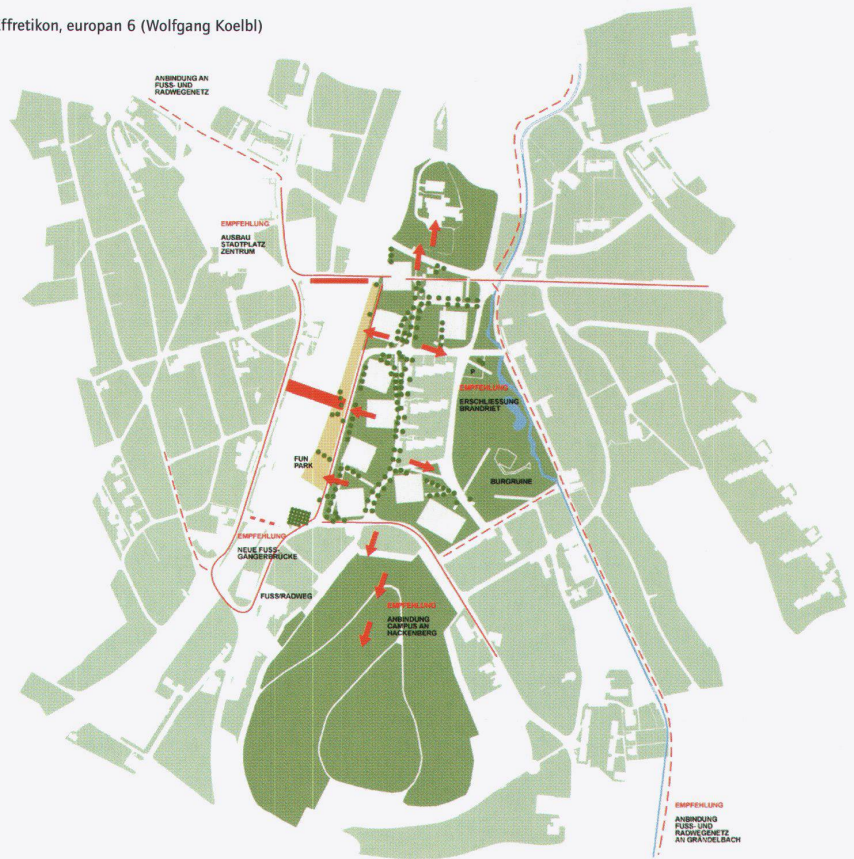 ffretikon, europan 6 (Wolfgang Koelbl)
ANBINDUNG AN
FUSS- UND
RADWEGENETZ
EMPFEHLUNG
AUSBAU
STADTPLATZ
ZENTRUM
P
EMPFEHLUNG
ERSCHLIESSUNG
BRANDRIET
FUN
PARK
BURGRUINE
EMPFEHLUNG
NEUE FUSS-
GÄNGERBRÜCKE
FUSS/RADWEG
EMPFEHLUNG
ANBINDUNG
CAMPUS AN
HACKENBERG
EMPFEHLUNG
ANBINDUNG
FUSS- UND
RADWEGENETZ
AN GRÄNDELBACH